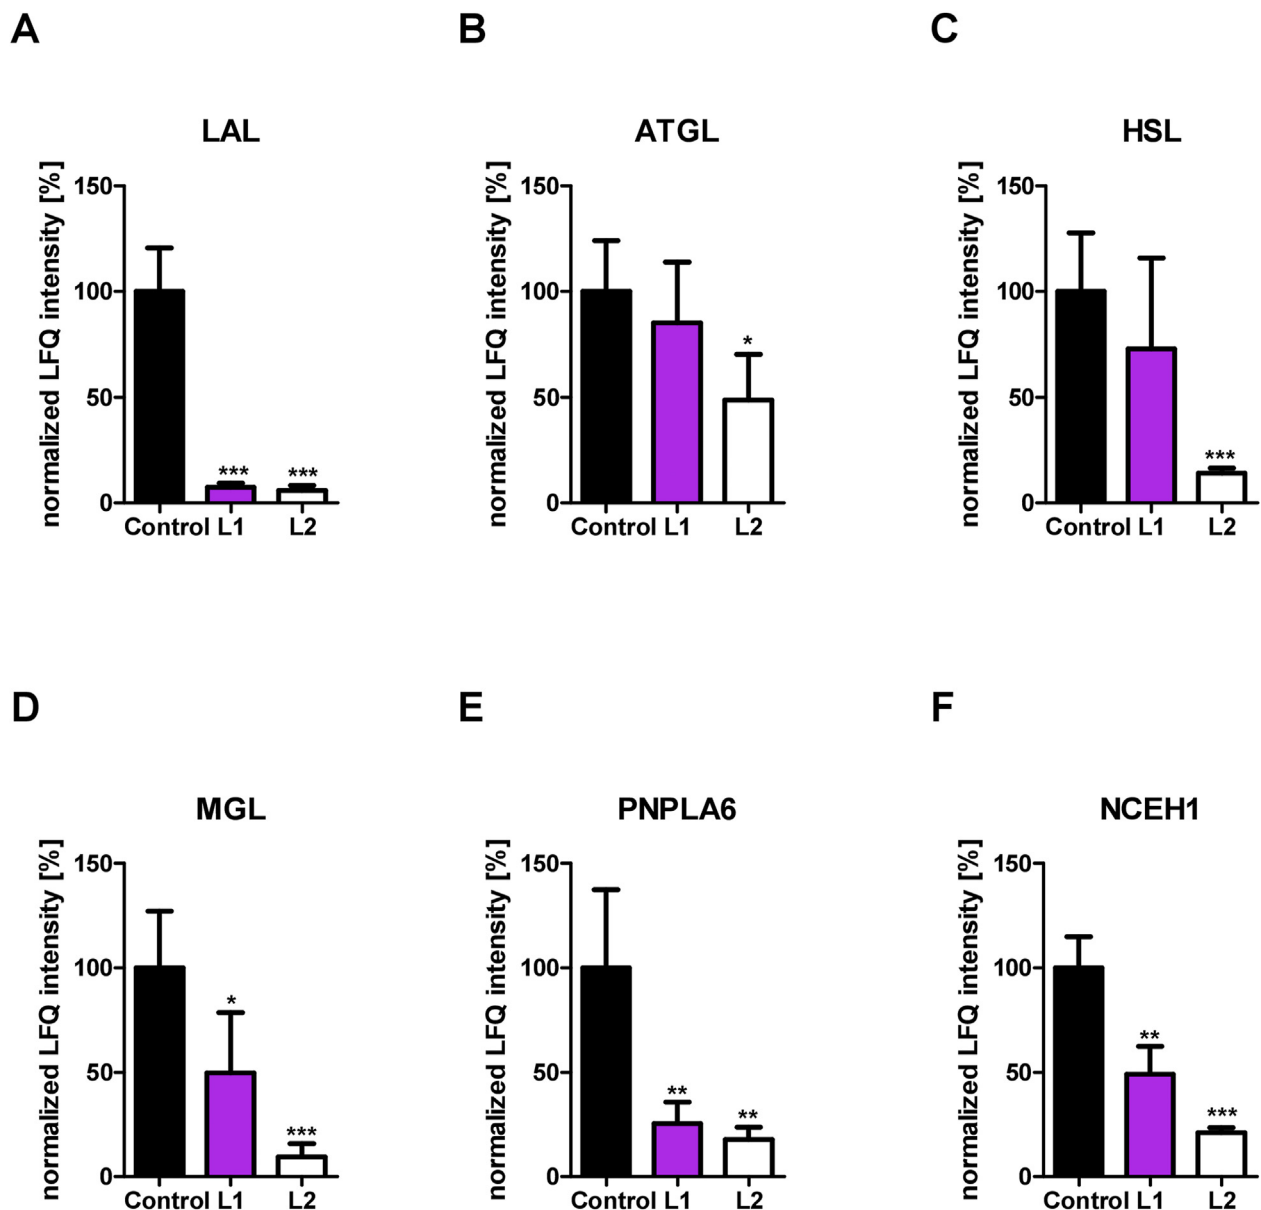 A
B
C
LAL
ATGL
HSL
normalized LFQ intensity [%]
150
100
50
0
***
***
Control L1 L2
normalized LFQ intensity [%]
150
100
50
0
*
Control L1 L2
normalized LFQ intensity [%]
150
100
50
0
***
Control L1 L2
D
E
F
MGL
PNPLA6
NCEH1
normalized LFQ intensity [%]
150
100
50
0
*
***
Control L1 L2
normalized LFQ intensity [%]
150
100
50
0
**
**
Control L1 L2
normalized LFQ intensity [%]
150
100
50
0
**
***
Control L1 L2